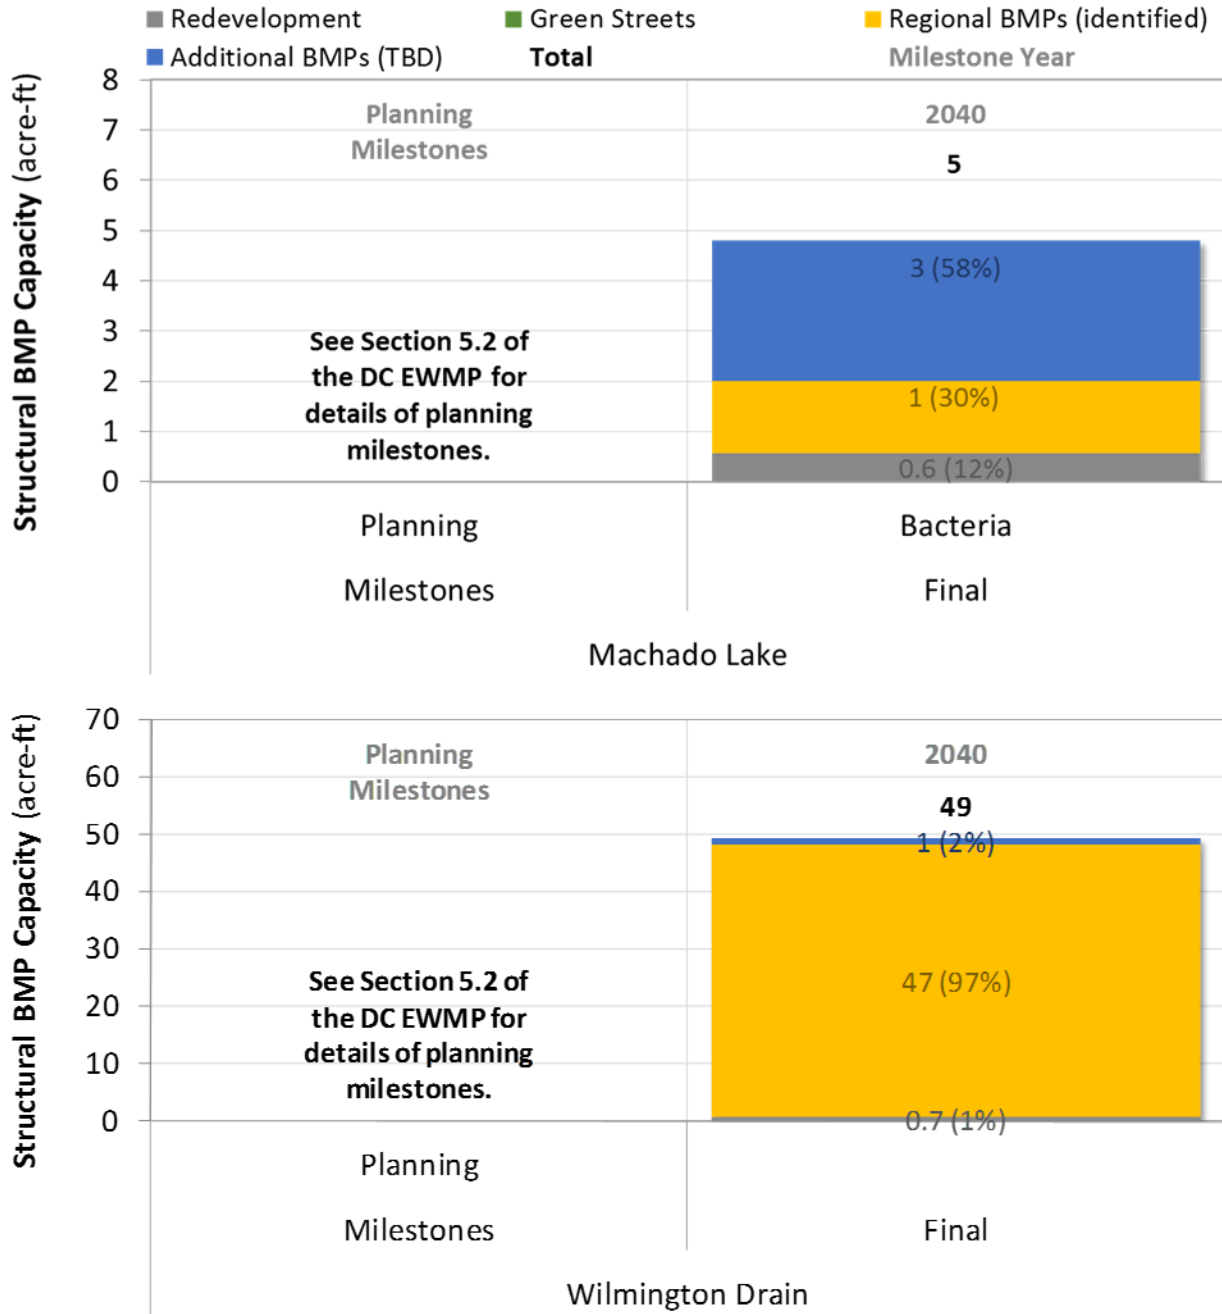 Redevelopment Green Streets Regional BMPs (identified)
Additional BMPs (TBD) Total Milestone Year
Structural BMP Capacity (acre-ft)
8
7
6
5
4
3
2
1
0
Planning
Milestones
See Section 5.2 of
the DC EWMP for
details of planning
milestones.
2040
5
3 (58%)
1 (30%)
0.6 (12%)
Planning Bacteria
Milestones Final
Machado Lake
Structural BMP Capacity (acre-ft)
70
60
50
40
30
20
10
0
Planning
Milestones
See Section 5.2 of
the DC EWMP for
details of planning
milestones.
2040
49
1 (2%)
47 (97%)
0.7 (1%)
Planning
Milestones Final
Wilmington Drain